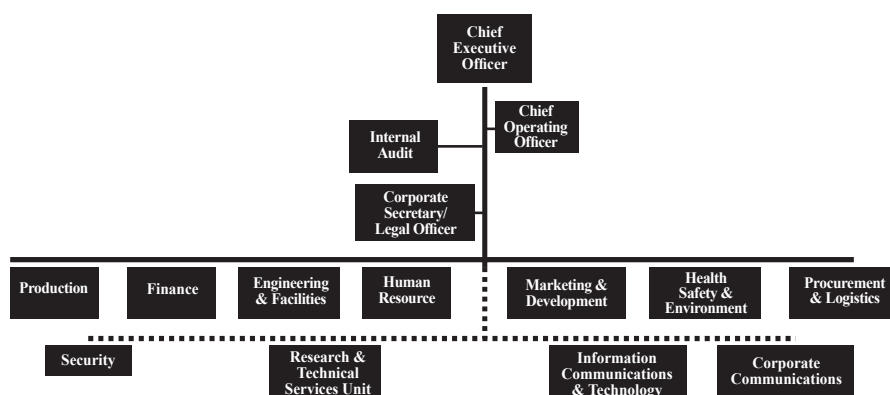 Chief
Executive
Officer
Chief
Operating
Officer
Internal
Audit
Corporate
Secretary/
Legal Officer
Production
Finance
Engineering
& Facilities
Human
Resource
Marketing &
Development
Health
Safety &
Environment
Procurement
& Logistics
Security
Research &
Technical
Services Unit
Information
Communications
& Technology
Corporate
Communications